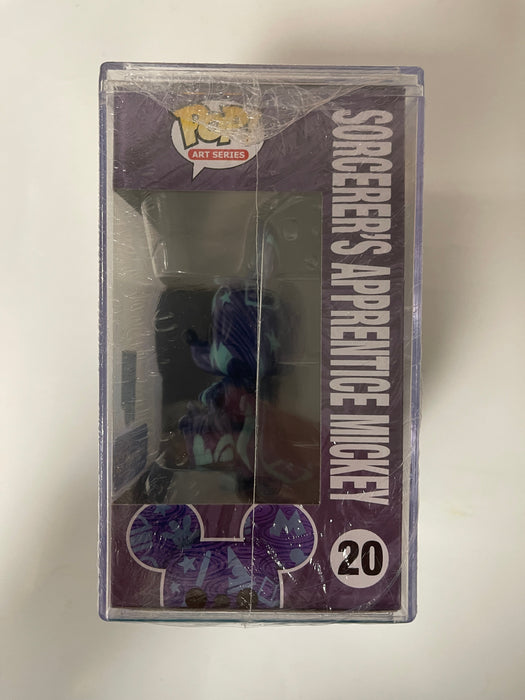 POP!
ART SERIES
SORCERER'S APPRENTICE MICKEY
20